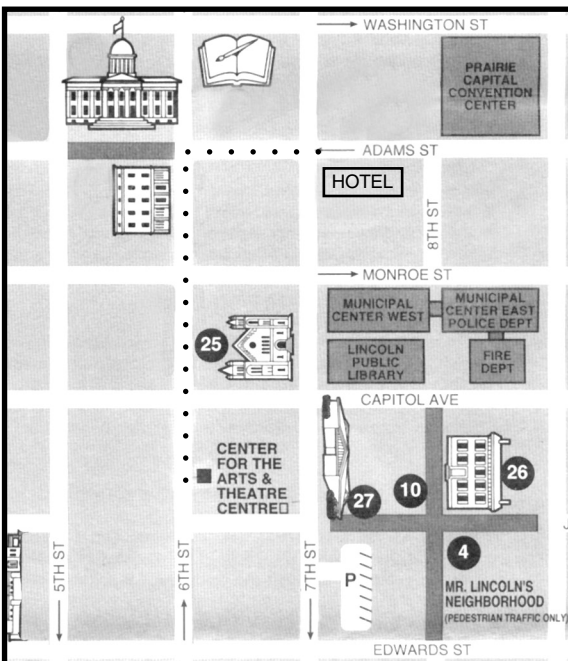 WASHINGTON ST
PRAIRIE
CAPITAL
CONVENTION
CENTER
ADAMS ST
HOTEL
8TH ST
MONROE ST
MUNICIPAL
CENTER WEST
MUNICIPAL
CENTER EAST
POLICE DEPT
25
LINCOLN
PUBLIC
LIBRARY
FIRE
DEPT
CAPITOL AVE
CENTER
FOR THE
ARTS &
THEATRE
CENTRE
26
10
27
4
5TH ST
6TH ST
7TH ST
P
MR. LINCOLN'S
NEIGHBORHOOD
(PEDESTRIAN TRAFFIC ONLY)
EDWARDS ST